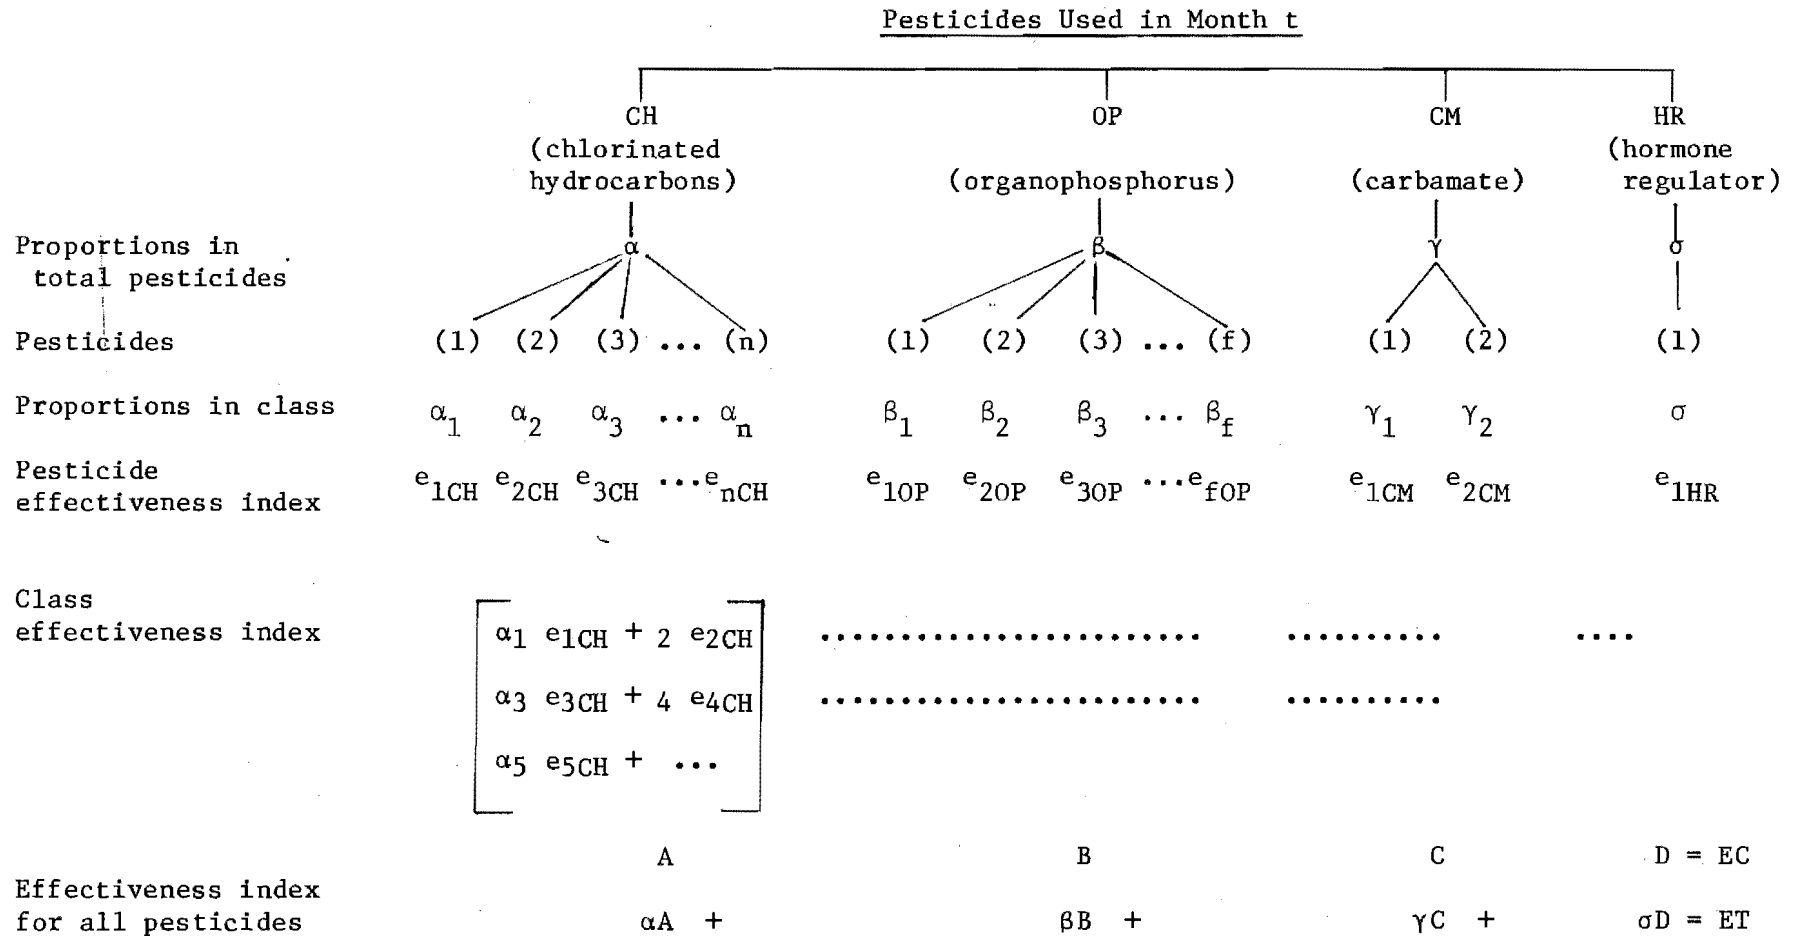 Pesticides Used in Month t
CH OP CM HR
(chlorinated hydrocarbons) (organophosphorus) (carbamate) (hormone regulator)
Proportions in total pesticides α β γ σ
Pesticides (1) (2) (3) ... (n) (1) (2) (3) ... (f) (1) (2) (1)
Proportions in class α1 α2 α3 ... αn β1 β2 β3 ... βf γ1 γ2 σ
Pesticide effectiveness index e1CH e2CH e3CH ...enCH e1OP e2OP e3OP ...efOP e1CM e2CM e1HR
Class
effectiveness index α1 e1CH + 2 e2CH ........................ .......... ....
α3 e3CH + 4 e4CH ........................ ..........
α5 e5CH + ...
A B C D = EC
Effectiveness index
for all pesticides αA + βB + γC + σD = ET